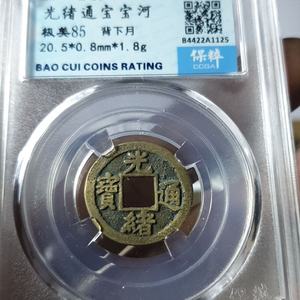 光绪通宝宝河
极美85 背下月
20.5*0.8mm*1.8g
BAO CUI COINS RATING
B4422A1125
保粹
CCGA
光緒通寶